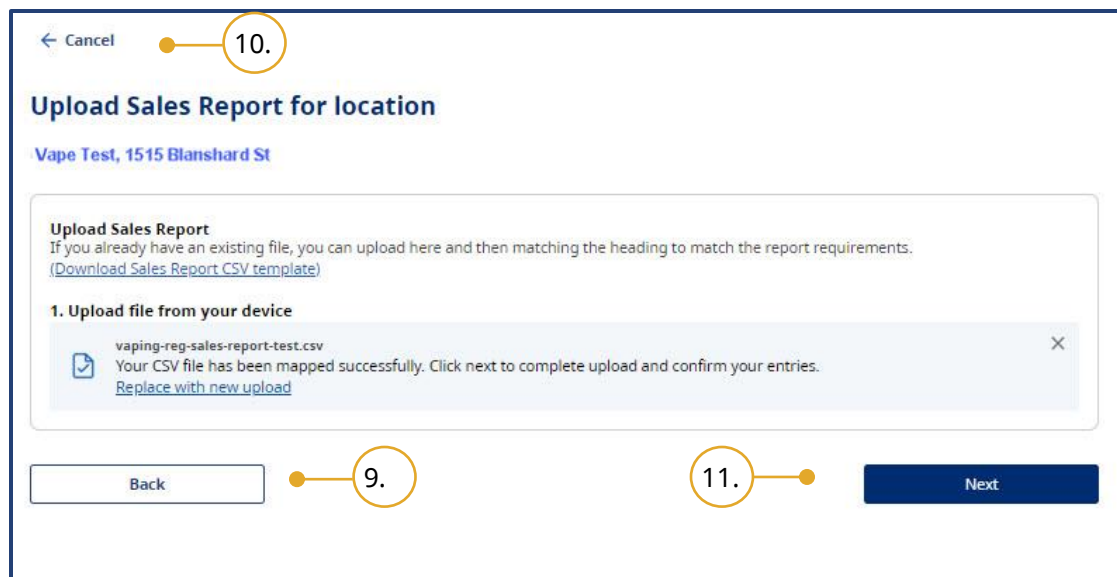 ← Cancel
10.
Upload Sales Report for location
Vape Test, 1515 Blanshard St
Upload Sales Report
If you already have an existing file, you can upload here and then matching the heading to match the report requirements.
(Download Sales Report CSV template)
1. Upload file from your device
vaping-reg-sales-report-test.csv
Your CSV file has been mapped successfully. Click next to complete upload and confirm your entries.
Replace with new upload
Back
9.
11.
Next